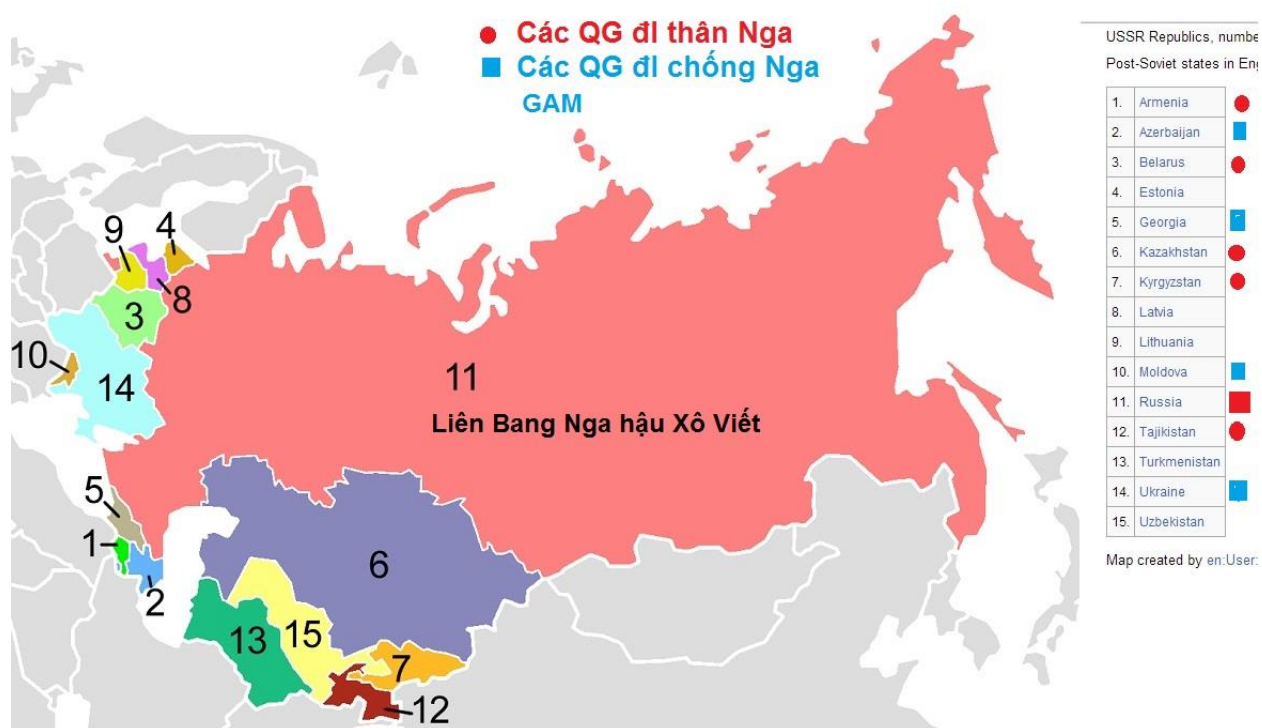 Các QG đI thân Nga
Các QG đI chống Nga
GAM
USSR Republics, numbe
Post-Soviet states in Eng
1. Armenia
2. Azerbaijan
3. Belarus
4. Estonia
5. Georgia
6. Kazakhstan
7. Kyrgyzstan
8. Latvia
9. Lithuania
10. Moldova
11. Russia
12. Tajikistan
13. Turkmenistan
14. Ukraine
15. Uzbekistan
Map created by en:User:
9 4
8
3
10
14
11
Liên Bang Nga hậu Xô Viết
5
1
2
6
13
15
7
12